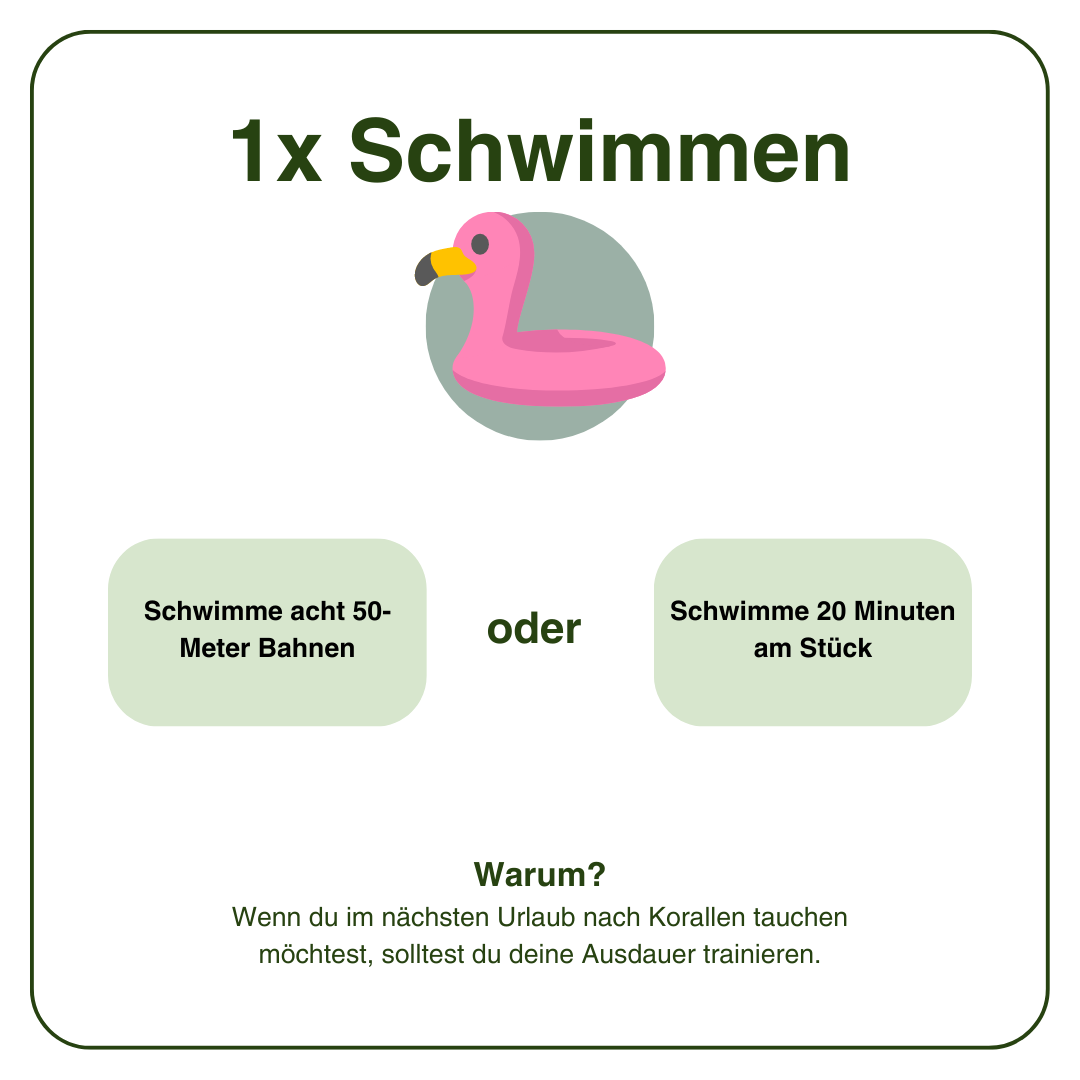 1x Schwimmen
Schwimme acht 50-
Meter Bahnen
oder
Schwimme 20 Minuten
am Stück
Warum?
Wenn du im nächsten Urlaub nach Korallen tauchen
möchtest, solltest du deine Ausdauer trainieren.